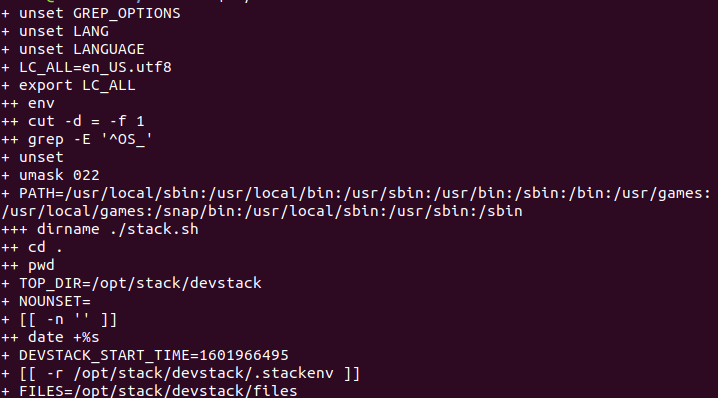 + unset GREP_OPTIONS
+ unset LANG
+ unset LANGUAGE
+ LC_ALL=en_US.utf8
+ export LC_ALL
++ env
++ cut -d = -f 1
++ grep -E '^OS_'
+ unset
+ umask 022
+ PATH=/usr/local/sbin:/usr/local/bin:/usr/sbin:/usr/bin:/sbin:/bin:/usr/games:
/usr/local/games:/snap/bin:/usr/local/sbin:/usr/sbin:/sbin
+++ dirname ./stack.sh
++ cd .
++ pwd
+ TOP_DIR=/opt/stack/devstack
+ NOUNSET=
+ [[ -n '' ]]
++ date +%s
+ DEVSTACK_START_TIME=1601966495
+ [[ -r /opt/stack/devstack/.stackenv ]]
+ FILES=/opt/stack/devstack/files